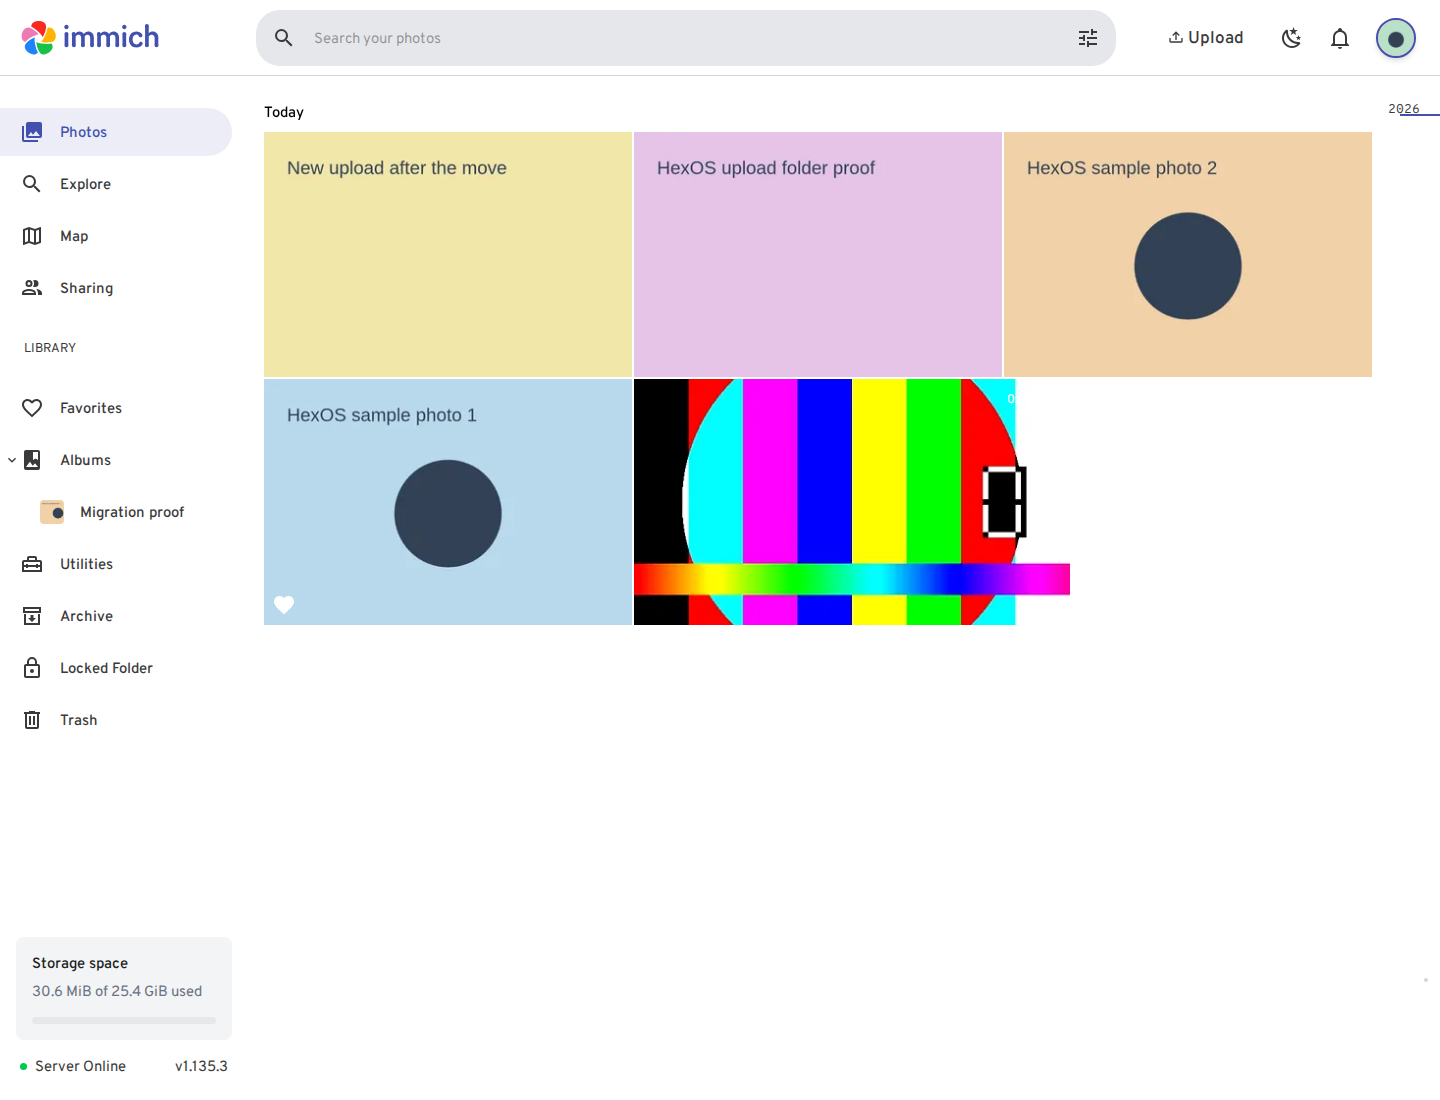 immich
Search your photos
Upload
Photos
Explore
Map
Sharing
LIBRARY
Favorites
Albums
Migration proof
Utilities
Archive
Locked Folder
Trash
Storage space
30.6 MiB of 25.4 GiB used
Server Online
v1.135.3
Today
2026
New upload after the move
HexOS upload folder proof
HexOS sample photo 2
HexOS sample photo 1